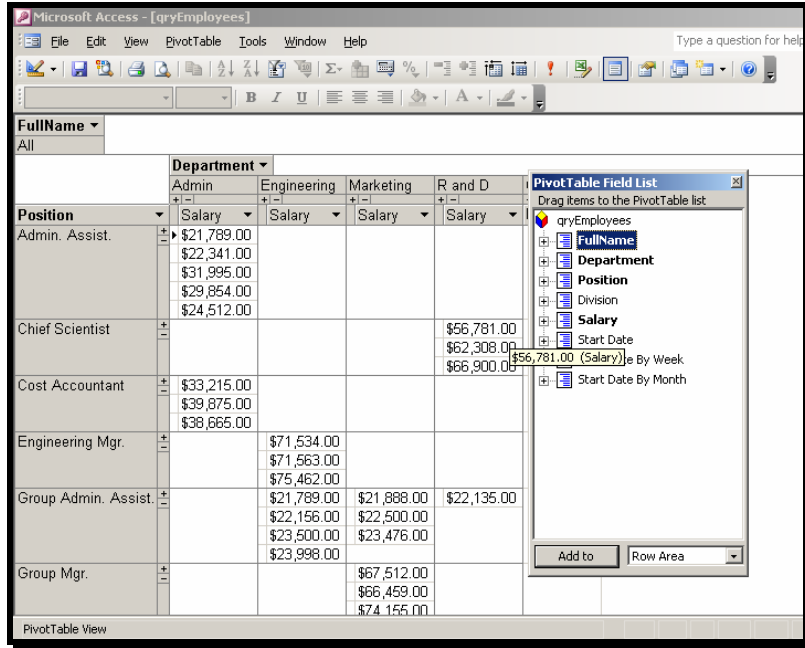 Microsoft Access - [qryEmployees]
File Edit View PivotTable Tools Window Help Type a question for help
B I U A
FullName
All
Department
Admin Engineering Marketing R and D
Position Salary Salary Salary Salary
Admin. Assist. $21,789.00
$22,341.00
$31,995.00
$29,854.00
$24,512.00
Chief Scientist $56,781.00
$62,308.00
$66,900.00
Cost Accountant $33,215.00
$39,875.00
$38,665.00
Engineering Mgr. $71,534.00
$71,563.00
$75,462.00
Group Admin. Assist. $21,789.00 $21,888.00 $22,135.00
$22,156.00 $22,500.00
$23,500.00 $23,476.00
$23,998.00
Group Mgr. $67,512.00
$66,459.00
$74,155.00
PivotTable Field List
Drag items to the PivotTable list
qryEmployees
FullName
Department
Position
Division
Salary
Start Date
$56,781.00 (Salary) e By Week
Start Date By Month
Add to Row Area
PivotTable View